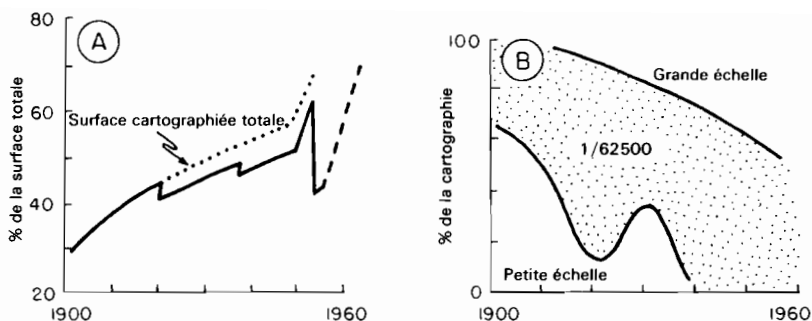 80
60
40
20
% de la surface totale
A
Surface cartographiée totale
1900
1960
100
0
% de la cartographie
B
Grande échelle
1/62500
Petite échelle
1900
1960